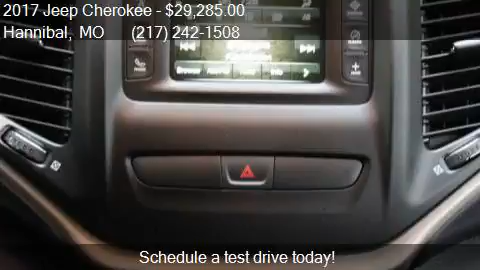 2017 Jeep Cherokee - $29,285.00
Hannibal, MO (217) 242-1508
Schedule a test drive today!